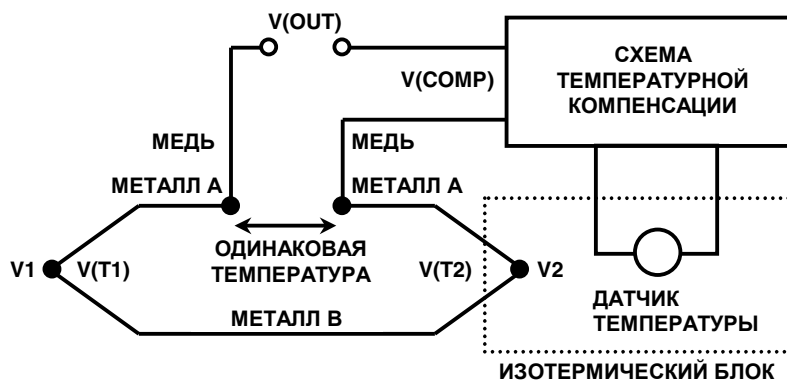 V(OUT)
СХЕМА
ТЕМПЕРАТУРНОЙ
КОМПЕНСАЦИИ
V(COMP)
МЕДЬ
МЕДЬ
МЕТАЛЛ А
МЕТАЛЛ А
ОДИНАКОВАЯ
ТЕМПЕРАТУРА
V1
V(T1)
V(T2)
V2
МЕТАЛЛ В
ДАТЧИК
ТЕМПЕРАТУРЫ
ИЗОТЕРМИЧЕСКИЙ БЛОК